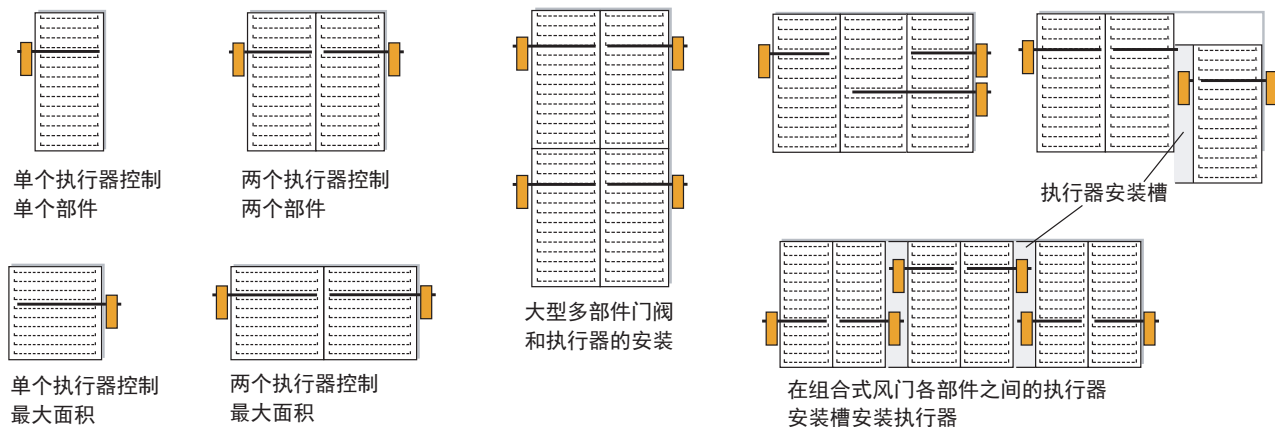 单个执行器控制
单个部件
两个执行器控制
两个部件
执行器安装槽
大型多部件门阀
和执行器的安装
单个执行器控制
最大面积
两个执行器控制
最大面积
在组合式风门各部件之间的执行器
安装槽安装执行器